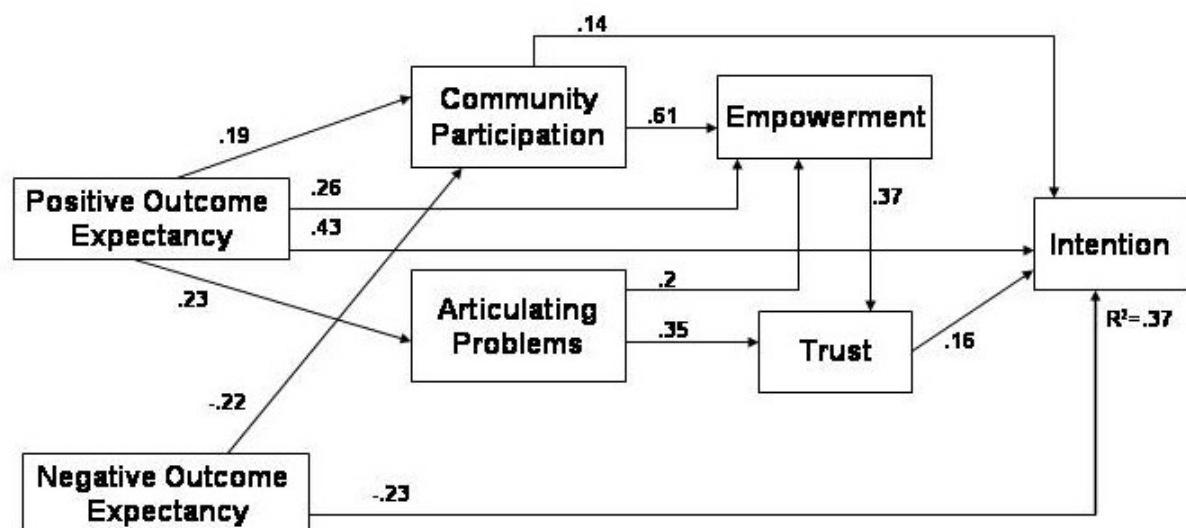 .14
Community
Participation
.61
Empowerment
.19
.26
Positive Outcome
Expectancy
.43
.37
Intention
.23
Articulating
Problems
.2
.35
Trust
.16
R²=.37
-.22
Negative Outcome
Expectancy
-.23